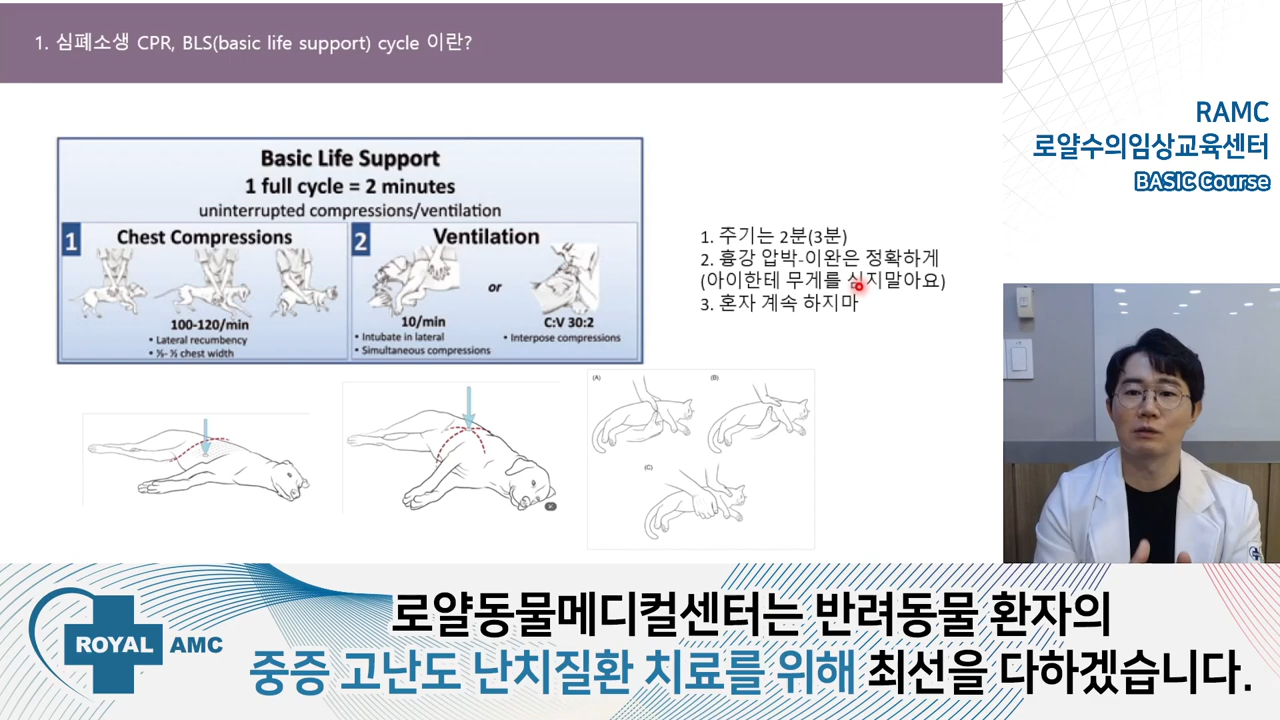 1. 심폐소생 CPR, BLS(basic life support) cycle 이란?
RAMC
로얄수의임상교육센터
BASIC Course
Basic Life Support
1 full cycle = 2 minutes
uninterrupted compressions/ventilation
1
Chest Compressions
100-120/min
• Lateral recumbency
• ⅓- ½ chest width
2
Ventilation
or
10/min
• Intubate in lateral
• Simultaneous compressions
C:V 30:2
• Interpose compressions
1. 주기는 2분(3분)
2. 흉강 압박-이완은 정확하게
(아이한테 무게를 싣지말아요)
3. 혼자 계속 하지마
(A)
(B)
(C)
ROYAL AMC
로얄동물메디컬센터는 반려동물 환자의
중증 고난도 난치질환 치료를 위해 최선을 다하겠습니다.